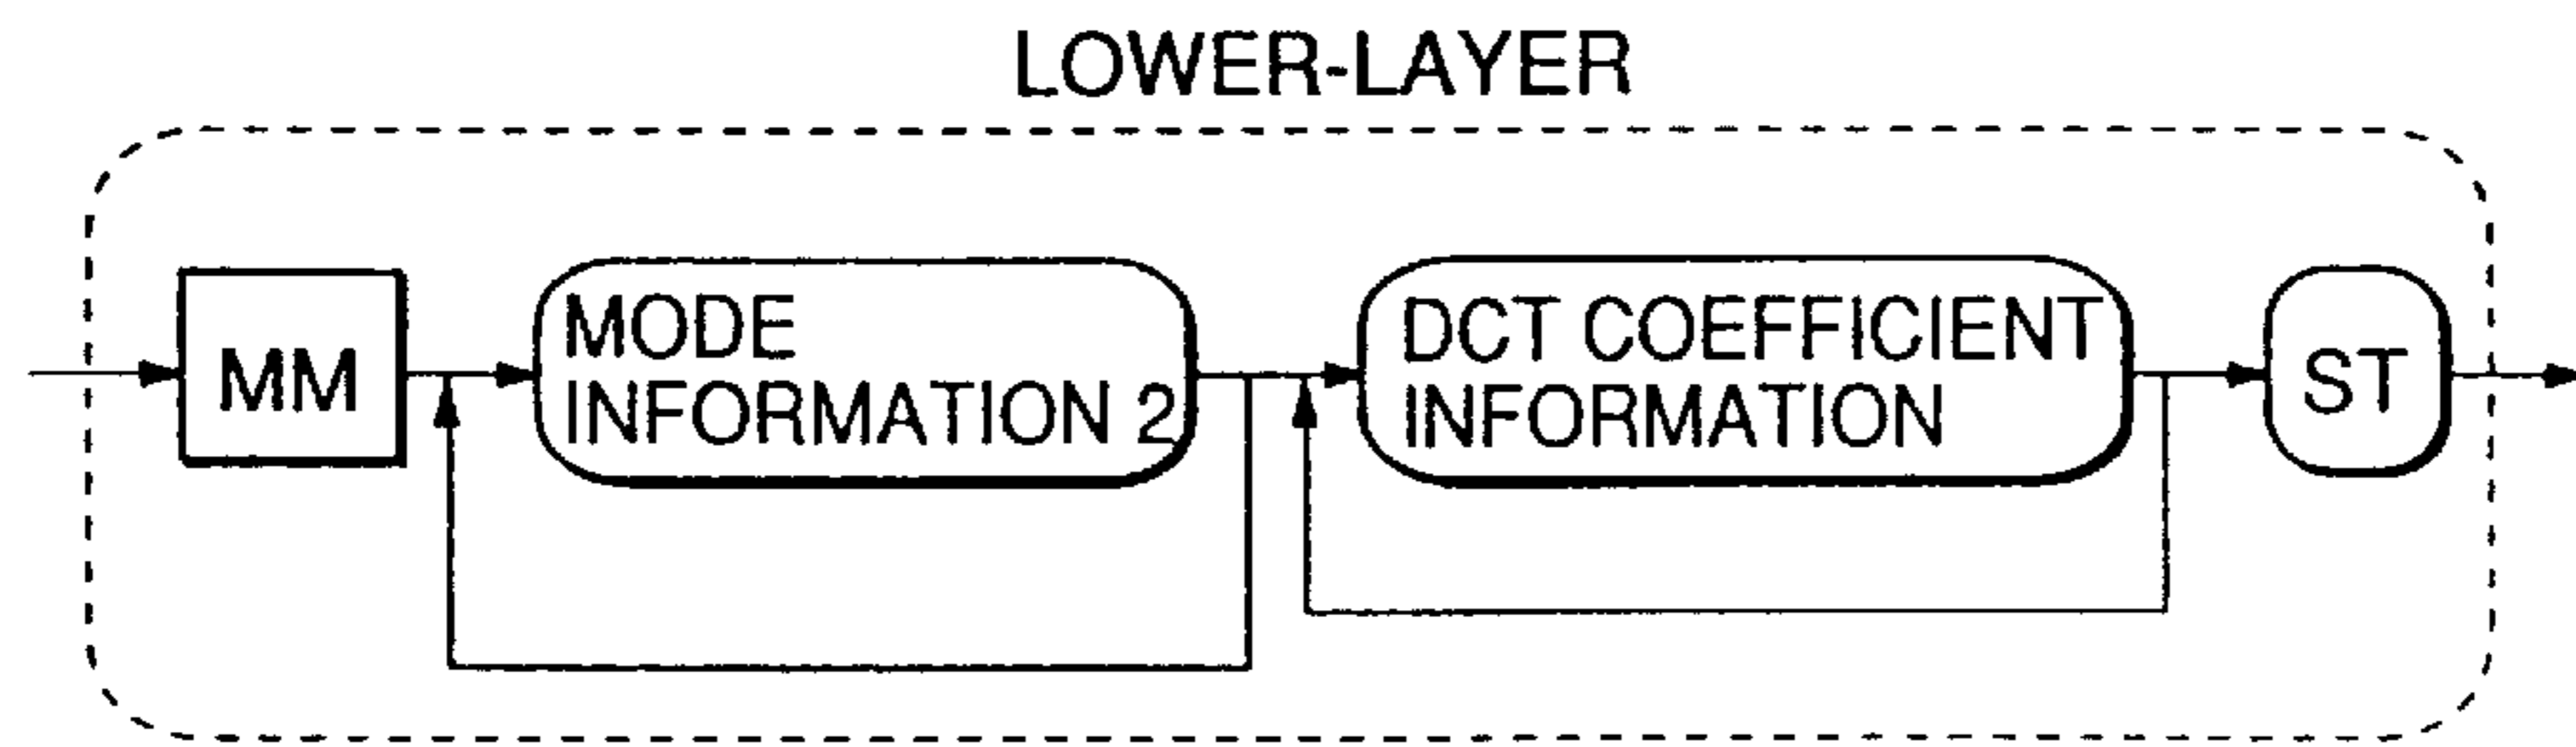 LOWER-LAYER
MM
MODE
INFORMATION 2
DCT COEFFICIENT
INFORMATION
ST